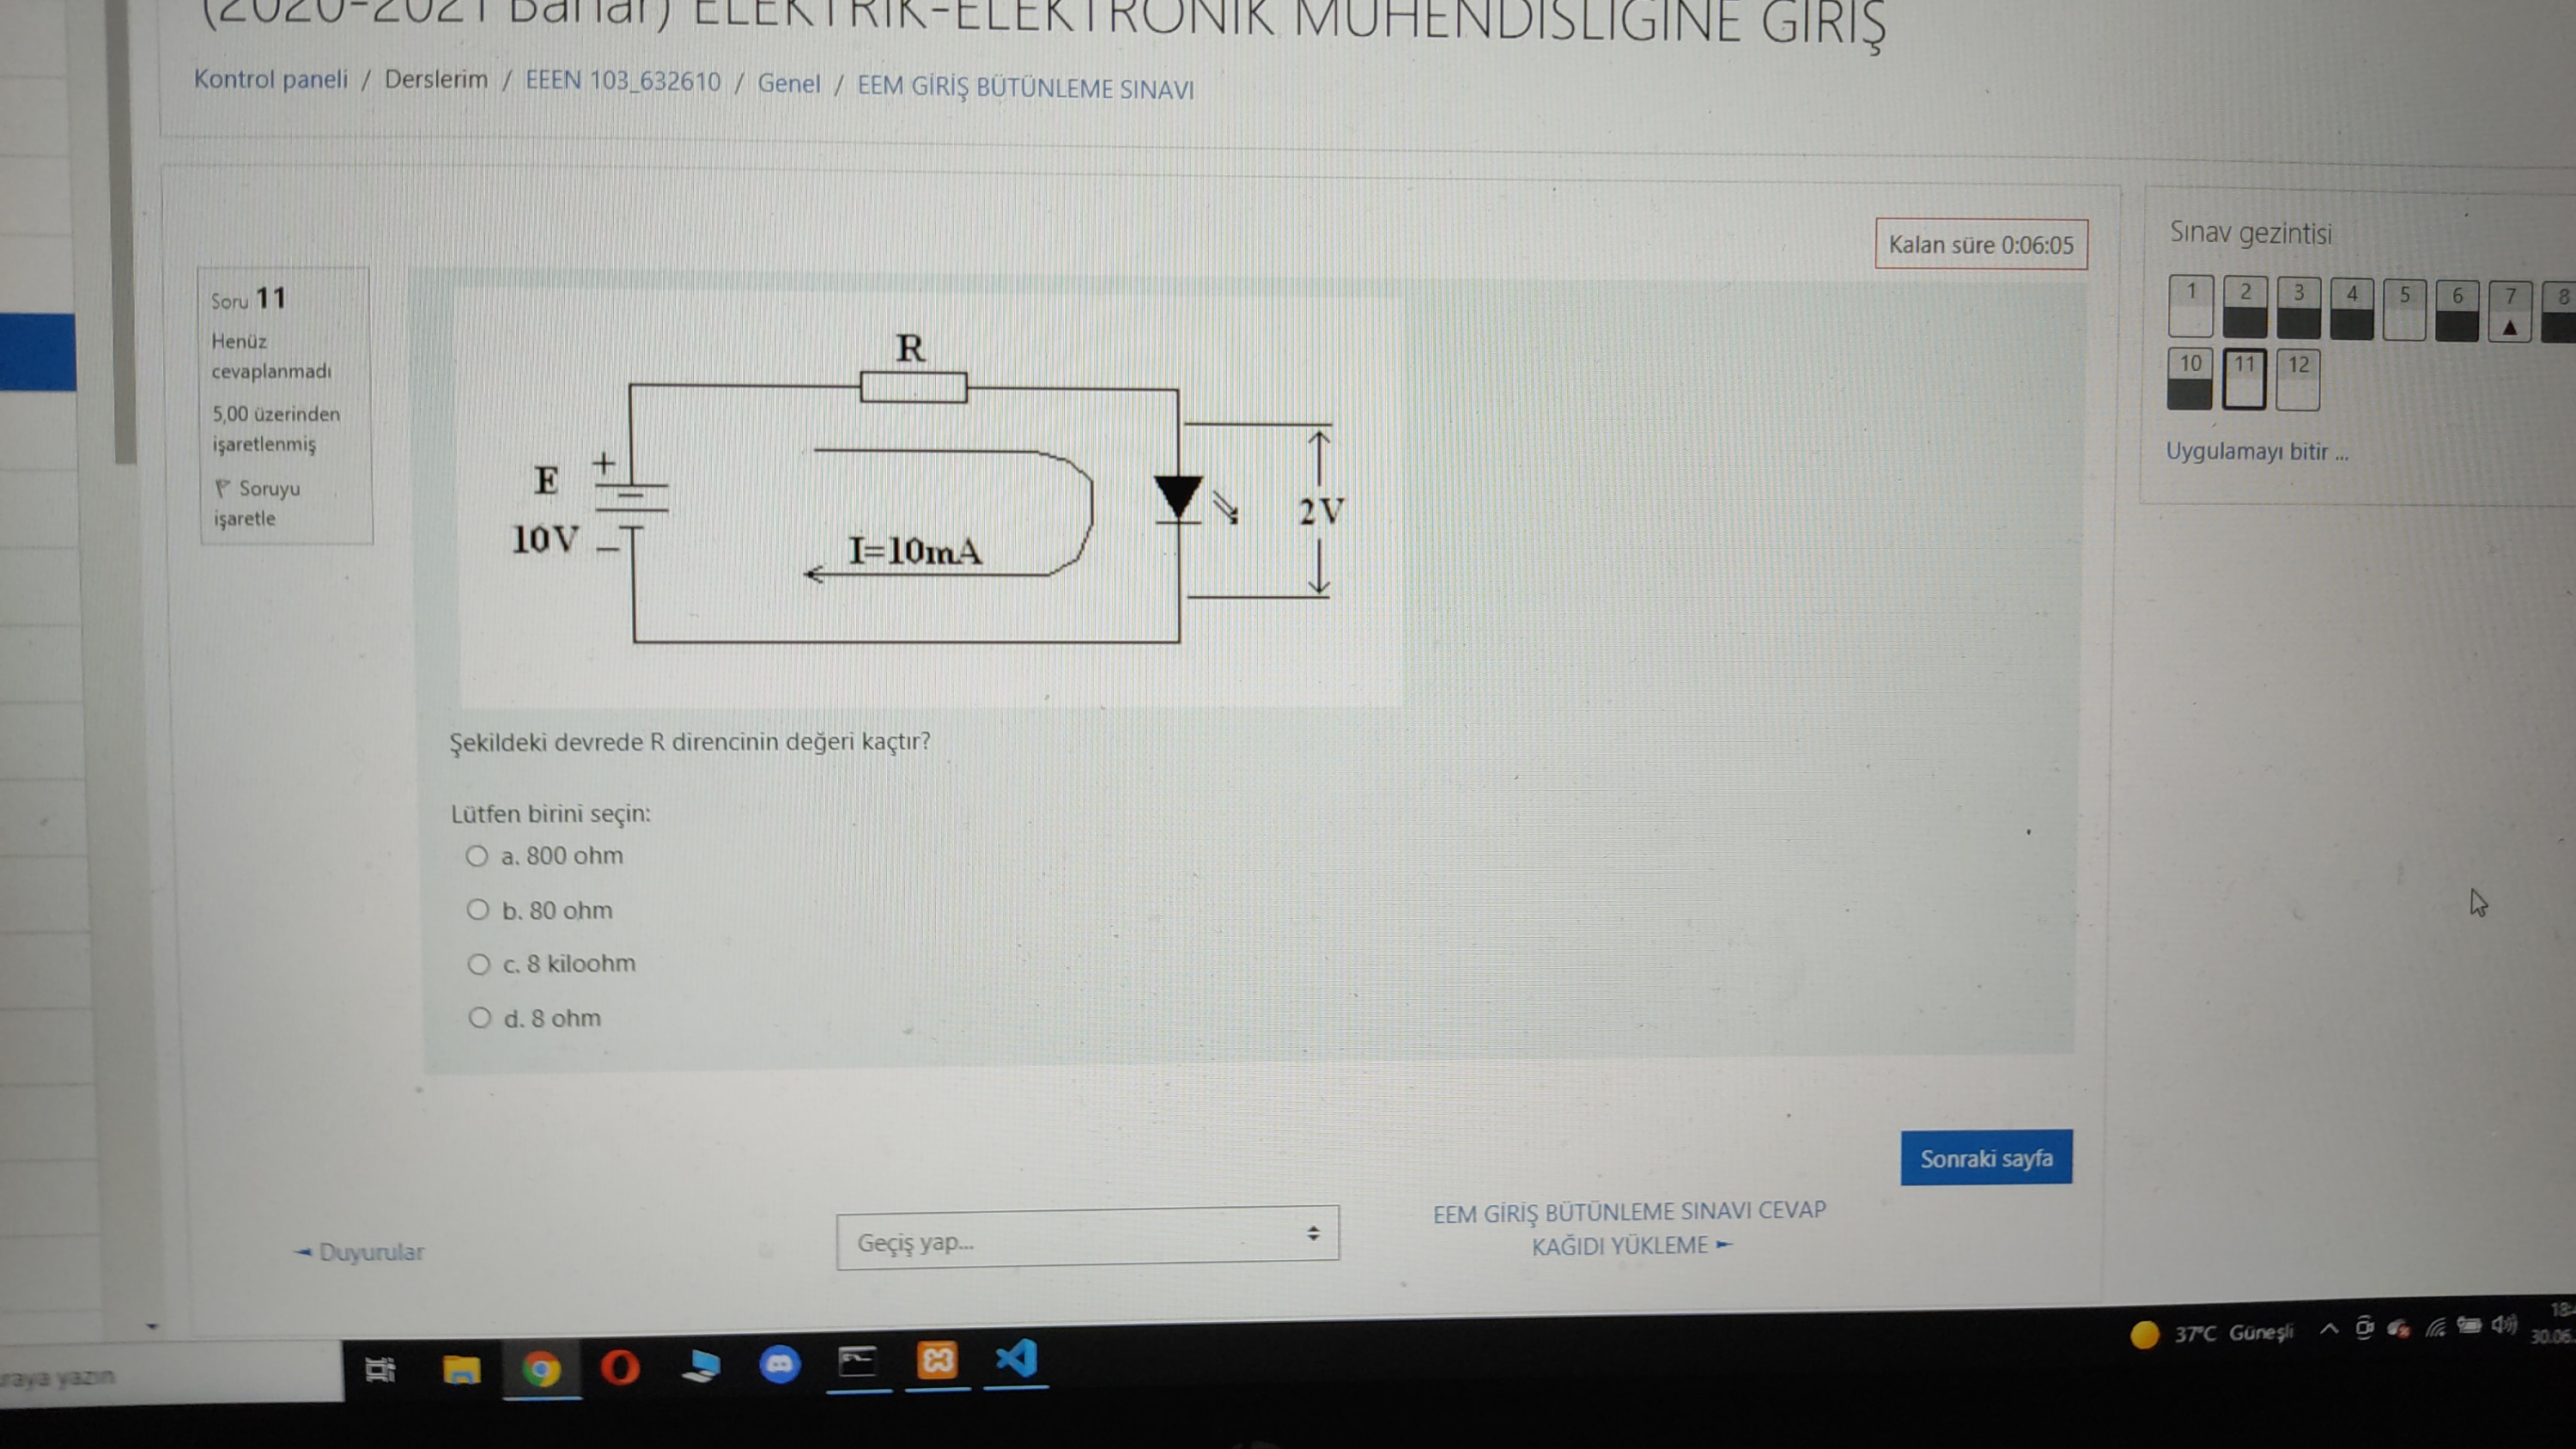 (2020-2021 Bahar) ELEKTRİK-ELEKTRONİK MÜHENDİSLİĞİNE GİRİŞ
Kontrol paneli / Derslerim / EEEN 103_632610 / Genel / EEM GİRİŞ BÜTÜNLEME SINAVI
Kalan süre 0:06:05
Soru 11
Henüz
cevaplanmadı
5,00 üzerinden
işaretlenmiş
Soruyu
işaretle
R
E
+
10V
–
I=10mA
2V
Şekildeki devrede R direncinin değeri kaçtır?
Lütfen birini seçin:
a. 800 ohm
b. 80 ohm
c. 8 kiloohm
d. 8 ohm
Sonraki sayfa
◄ Duyurular
Geçiş yap...
EEM GİRİŞ BÜTÜNLEME SINAVI CEVAP
KAĞIDI YÜKLEME ►
Sınav gezintisi
1 2 3 4 5 6 7 8
10 11 12
Uygulamayı bitir ...
raya yazın
37°C Güneşli
18:
30.06.